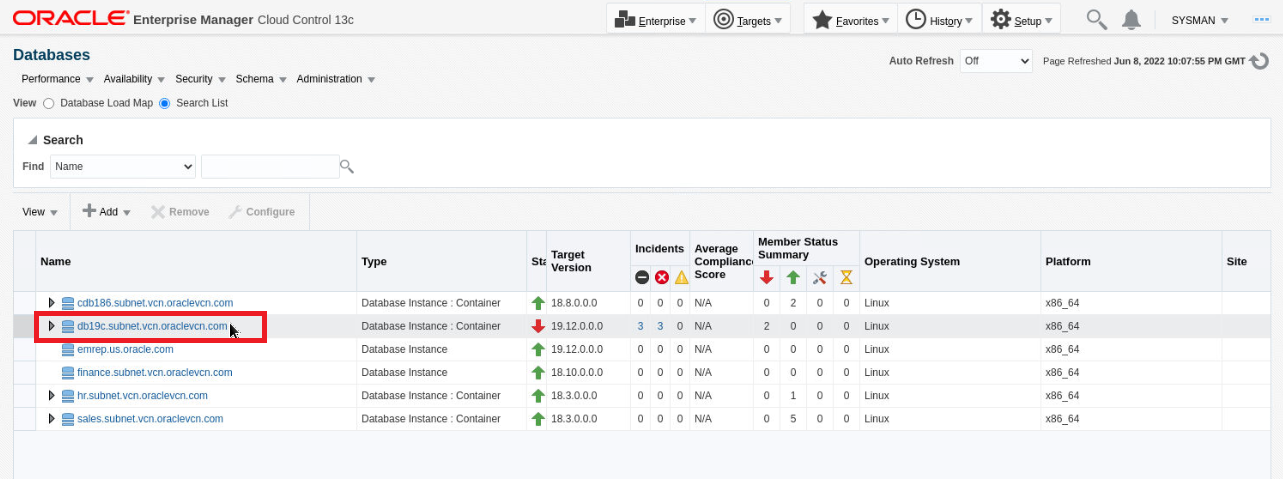 ORACLE Enterprise Manager Cloud Control 13c Enterprise Targets Favorites History Setup SYSMAN
Databases
Auto Refresh Off Page Refreshed Jun 8, 2022 10:07:55 PM GMT
Performance Availability Security Schema Administration
View Database Load Map Search List
Search
Find Name
View Add Remove Configure
Name Type Sta Target Version Incidents Average Compliance Score Member Status Summary Operating System Platform Site
cdb186.subnet.vcn.oraclevcn.com Database Instance : Container 18.8.0.0.0 0 0 0 N/A 0 2 0 0 Linux x86_64
db19c.subnet.vcn.oraclevcn.com Database Instance : Container 19.12.0.0.0 3 3 0 N/A 2 0 0 0 Linux x86_64
emrep.us.oracle.com Database Instance 19.12.0.0.0 0 0 0 N/A 0 0 0 0 Linux x86_64
finance.subnet.vcn.oraclevcn.com Database Instance 18.10.0.0.0 0 0 0 N/A 0 0 0 0 Linux x86_64
hr.subnet.vcn.oraclevcn.com Database Instance : Container 18.3.0.0.0 0 0 0 N/A 0 1 0 0 Linux x86_64
sales.subnet.vcn.oraclevcn.com Database Instance : Container 18.3.0.0.0 0 0 0 N/A 0 5 0 0 Linux x86_64